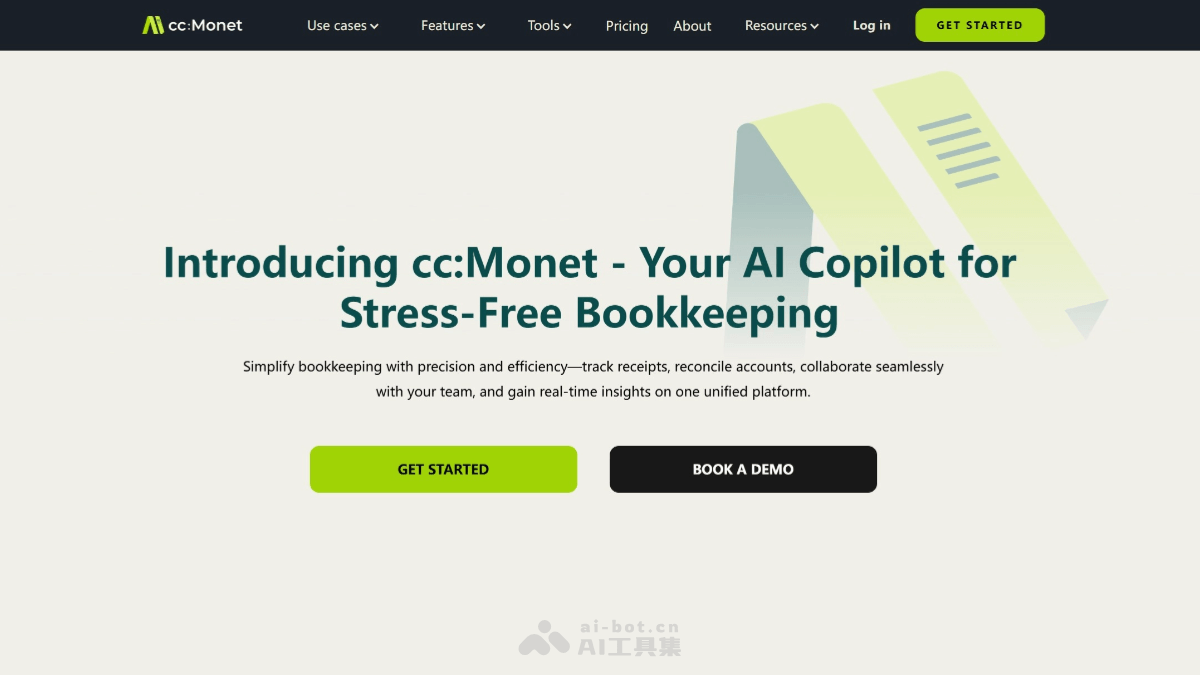 cc:Monet
Use cases
Features
Tools
Pricing
About
Resources
Log in
GET STARTED
Introducing cc:Monet - Your AI Copilot for
Stress-Free Bookkeeping
Simplify bookkeeping with precision and efficiency—track receipts, reconcile accounts, collaborate seamlessly
with your team, and gain real-time insights on one unified platform.
GET STARTED
BOOK A DEMO
ai-bot.cn
AI工具集